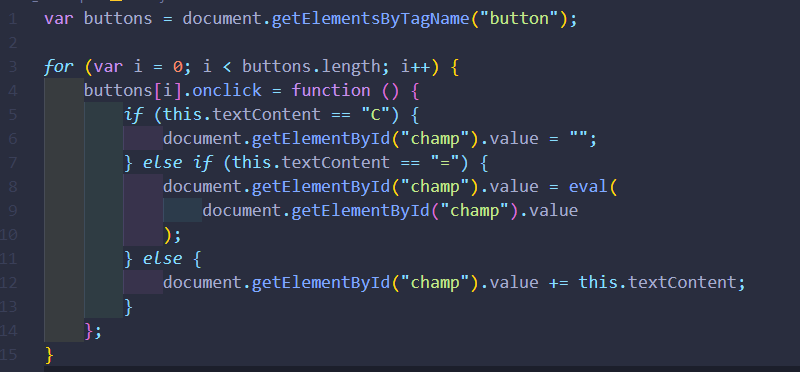 1 var buttons = document.getElementsByTagName("button");
2
3 for (var i = 0; i < buttons.length; i++) {
4     buttons[i].onclick = function () {
5         if (this.textContent == "C") {
6             document.getElementById("champ").value = "";
7         } else if (this.textContent == "=") {
8             document.getElementById("champ").value = eval(
9                 document.getElementById("champ").value
10             );
11         } else {
12             document.getElementById("champ").value += this.textContent;
13         }
14     };
15 }